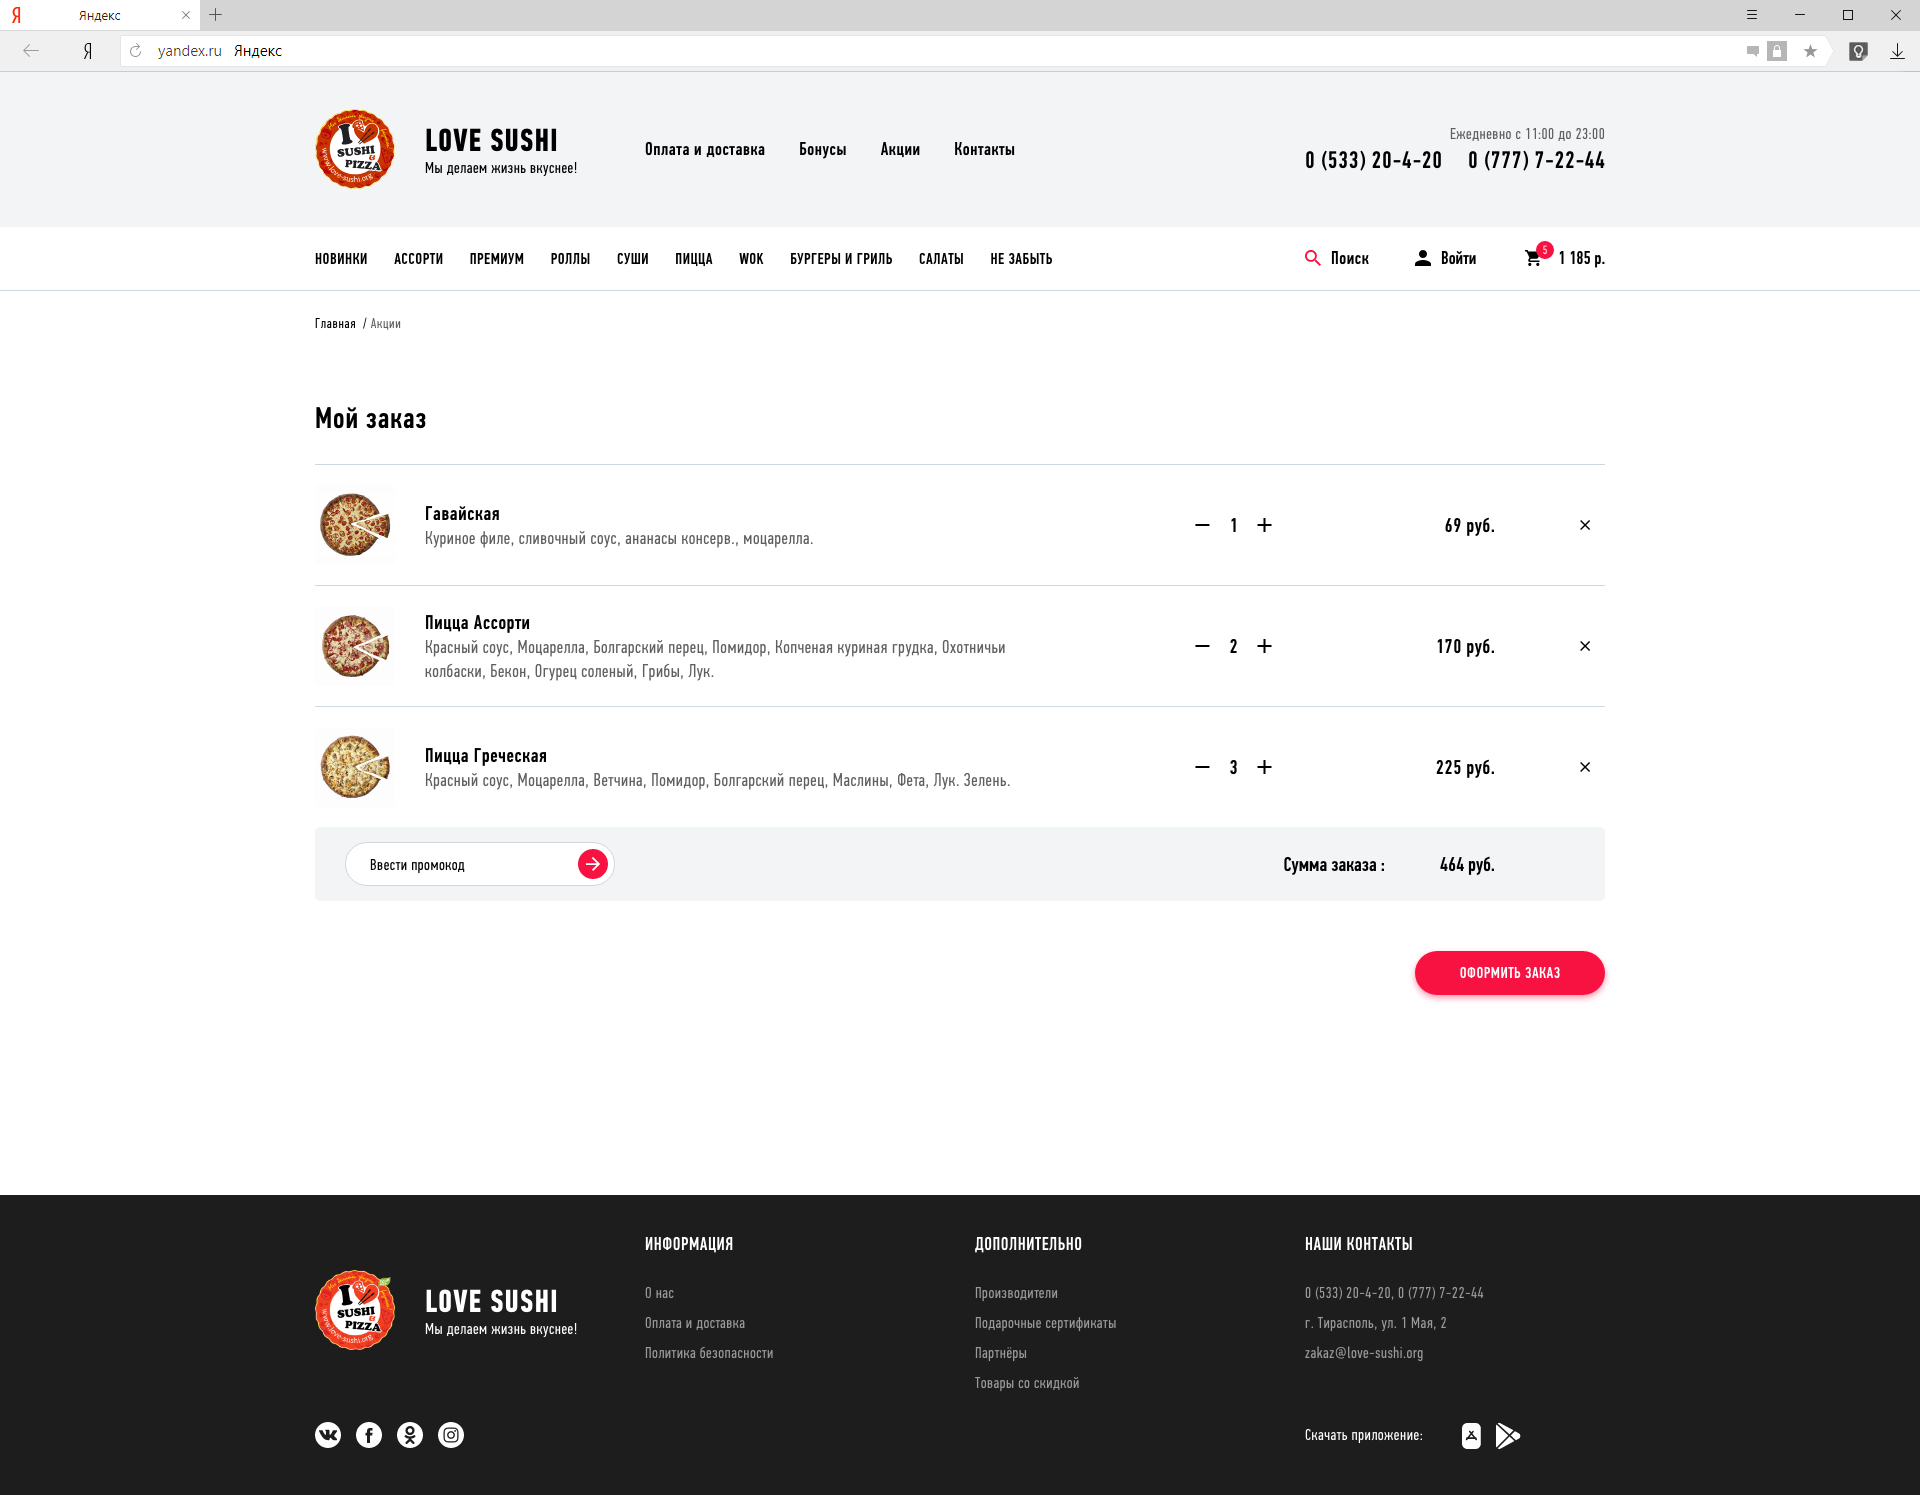 Я
Яндекс
Я
yandex.ru Яндекс
I
SUSHI
&
PIZZA
www.love-sushi.org
LOVE SUSHI
Мы делаем жизнь вкуснее!
Оплата и доставка
Бонусы
Акции
Контакты
Ежедневно с 11:00 до 23:00
0 (533) 20-4-20 0 (777) 7-22-44
НОВИНКИ
АССОРТИ
ПРЕМИУМ
РОЛЛЫ
СУШИ
ПИЦЦА
WOK
БУРГЕРЫ И ГРИЛЬ
САЛАТЫ
НЕ ЗАБЫТЬ
Поиск
Войти
5
1 185 р.
Главная / Акции
Мой заказ
Гавайская
Куриное филе, сливочный соус, ананасы консерв., моцарелла.
1
69 руб.
Пицца Ассорти
Красный соус, Моцарелла, Болгарский перец, Помидор, Копченая куриная грудка, Охотничьи
колбаски, Бекон, Огурец соленый, Грибы, Лук.
2
170 руб.
Пицца Греческая
Красный соус, Моцарелла, Ветчина, Помидор, Болгарский перец, Маслины, Фета, Лук. Зелень.
3
225 руб.
Ввести промокод
Сумма заказа :
464 руб.
ОФОРМИТЬ ЗАКАЗ
I
SUSHI
&
PIZZA
www.love-sushi.org
LOVE SUSHI
Мы делаем жизнь вкуснее!
ИНФОРМАЦИЯ
О нас
Оплата и доставка
Политика безопасности
ДОПОЛНИТЕЛЬНО
Производители
Подарочные сертификаты
Партнёры
Товары со скидкой
НАШИ КОНТАКТЫ
0 (533) 20-4-20, 0 (777) 7-22-44
г. Тирасполь, ул. 1 Мая, 2
zakaz@love-sushi.org
Скачать приложение: